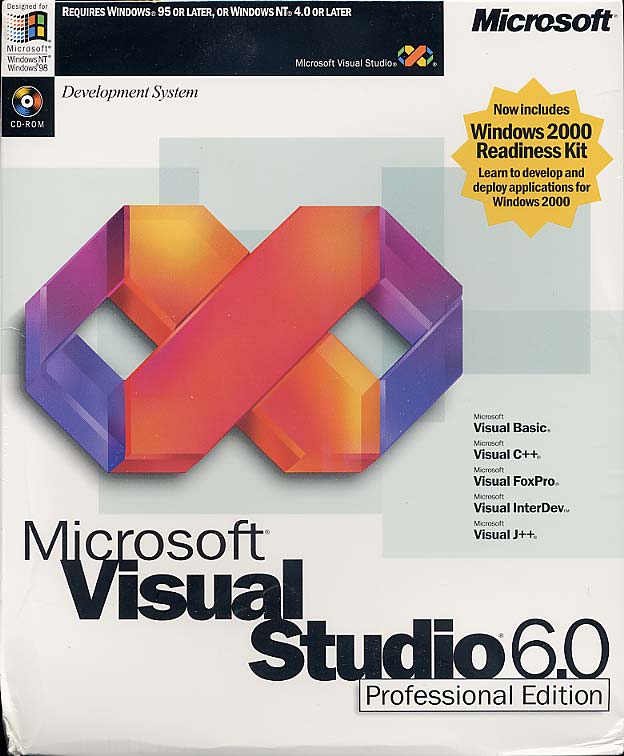 Designed for
Microsoft®
Windows NT®
Windows®98
CD-ROM
REQUIRES WINDOWS® 95 OR LATER, OR WINDOWS NT® 4.0 OR LATER
Microsoft Visual Studio®
Microsoft®
Development System
Now includes
Windows 2000
Readiness Kit
Learn to develop and
deploy applications for
Windows 2000
Microsoft
Visual Basic®
Microsoft
Visual C++®
Microsoft
Visual FoxPro®
Microsoft
Visual InterDev™
Microsoft
Visual J++®
Microsoft®
Visual
Studio® 6.0
Professional Edition